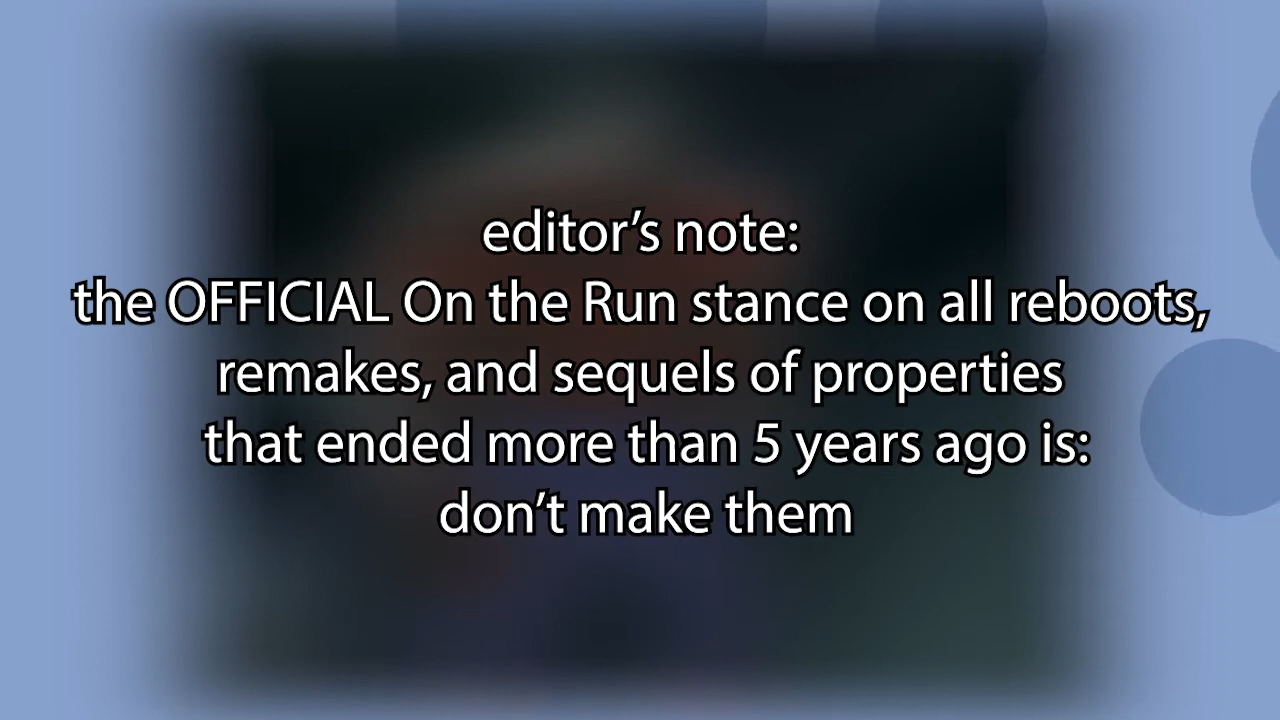 editor’s note:
the OFFICIAL On the Run stance on all reboots,
remakes, and sequels of properties
that ended more than 5 years ago is:
don’t make them